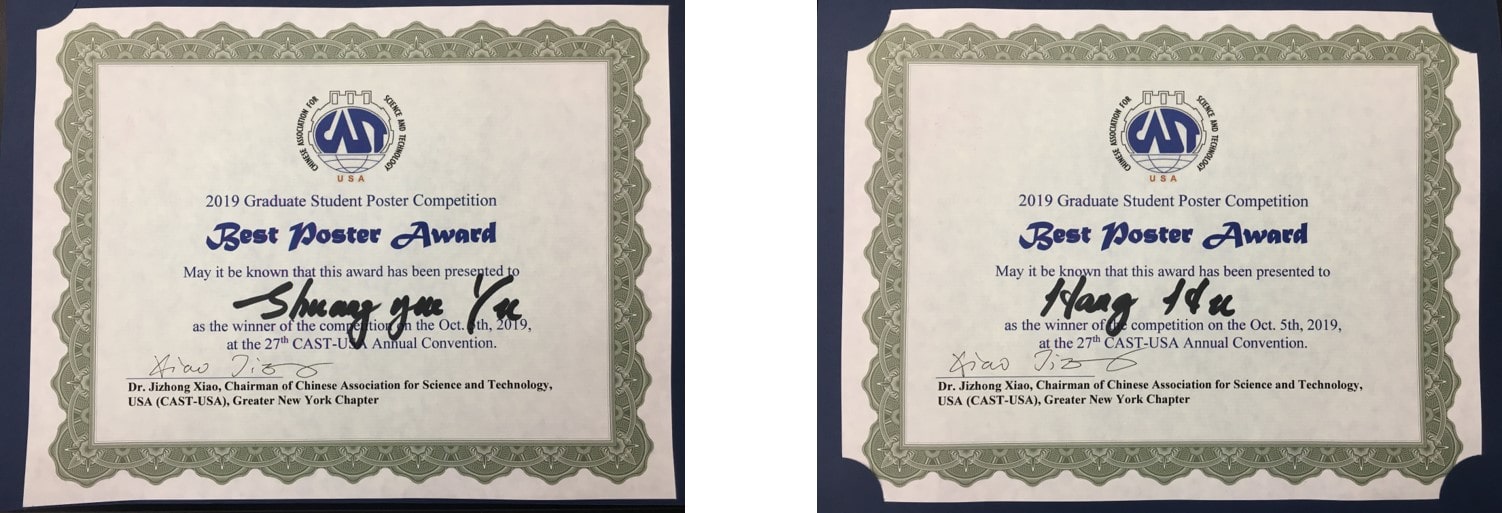 CHINESE ASSOCIATION FOR SCIENCE AND TECHNOLOGY
CAST
USA
2019 Graduate Student Poster Competition
Best Poster Award
May it be known that this award has been presented to
Shuangyue Yu
as the winner of the competition on the Oct. 5th, 2019,
at the 27th CAST-USA Annual Convention.
Xiao Jizhong
Dr. Jizhong Xiao, Chairman of Chinese Association for Science and Technology,
USA (CAST-USA), Greater New York Chapter
CHINESE ASSOCIATION FOR SCIENCE AND TECHNOLOGY
CAST
USA
2019 Graduate Student Poster Competition
Best Poster Award
May it be known that this award has been presented to
Hang
as the winner of the competition on the Oct. 5th, 2019,
at the 27th CAST-USA Annual Convention.
Xiao Jizhong
Dr. Jizhong Xiao, Chairman of Chinese Association for Science and Technology,
USA (CAST-USA), Greater New York Chapter